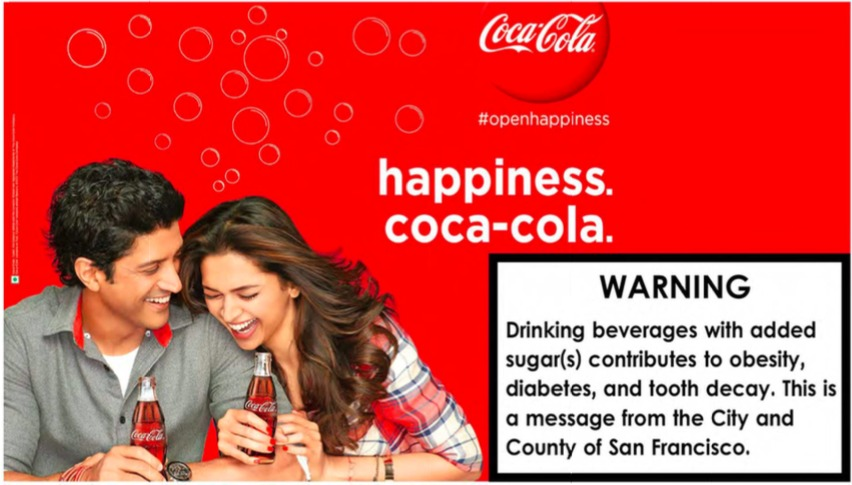 Coca-Cola
#openhappiness
happiness.
coca-cola.
Coca-Cola
Coca-Cola
WARNING
Drinking beverages with added
sugar(s) contributes to obesity,
diabetes, and tooth decay. This is
a message from the City and
County of San Francisco.